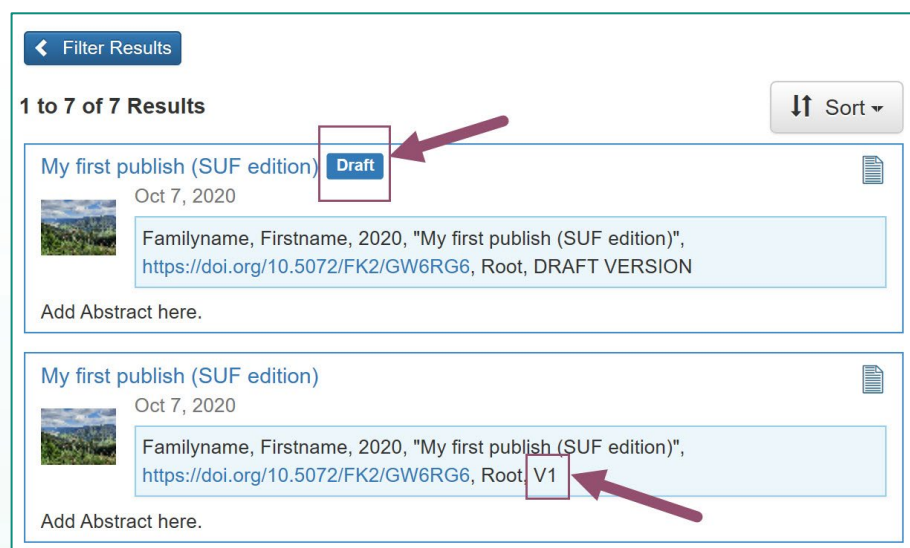 Filter Results
1 to 7 of 7 Results
Sort
My first publish (SUF edition) Draft
Oct 7, 2020
Familyname, Firstname, 2020, "My first publish (SUF edition)",
https://doi.org/10.5072/FK2/GW6RG6, Root, DRAFT VERSION
Add Abstract here.
My first publish (SUF edition)
Oct 7, 2020
Familyname, Firstname, 2020, "My first publish (SUF edition)",
https://doi.org/10.5072/FK2/GW6RG6, Root, V1
Add Abstract here.